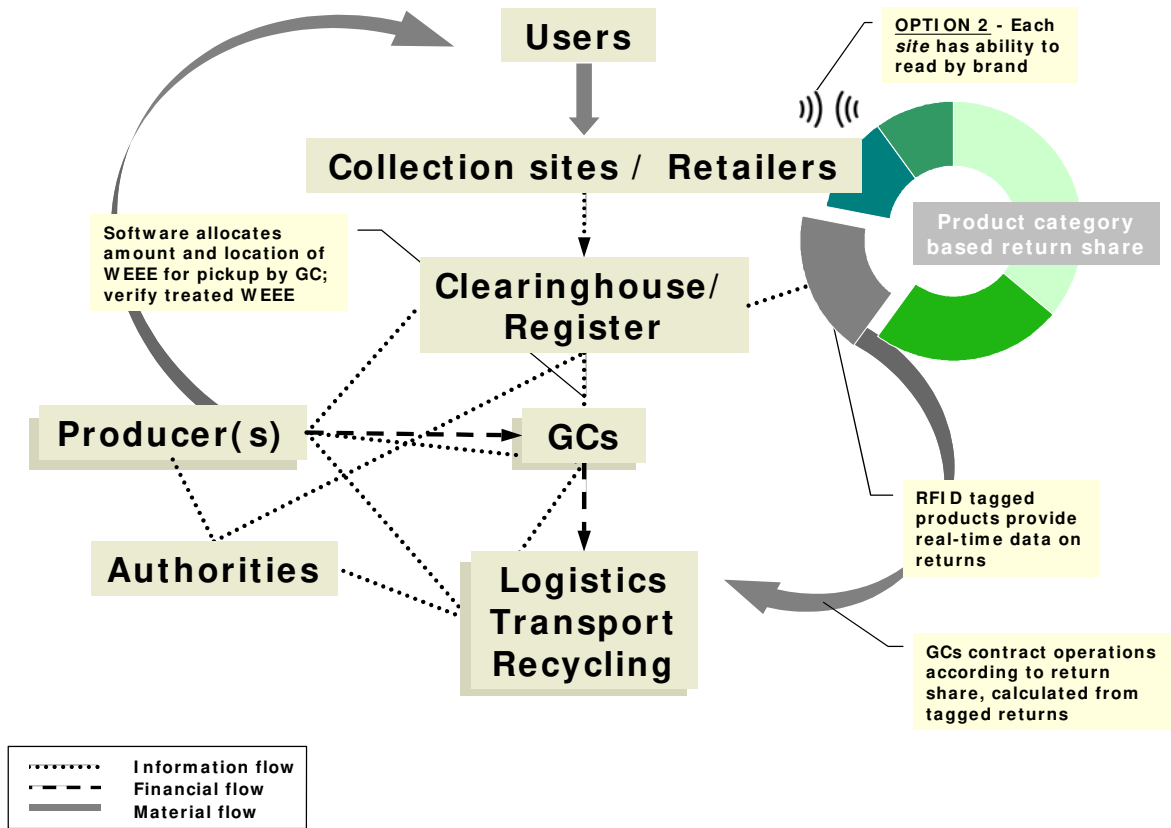 Users
OPTION 2 - Each
site has ability to
read by brand
Collection sites / Retailers
Product category
based return share
Software allocates
amount and location of
WEEE for pickup by GC;
verify treated WEEE
Clearinghouse/
Register
Producer(s)
GCs
RFID tagged
products provide
real-time data on
returns
Authorities
Logistics
Transport
Recycling
GCs contract operations
according to return
share, calculated from
tagged returns
Information flow
Financial flow
Material flow